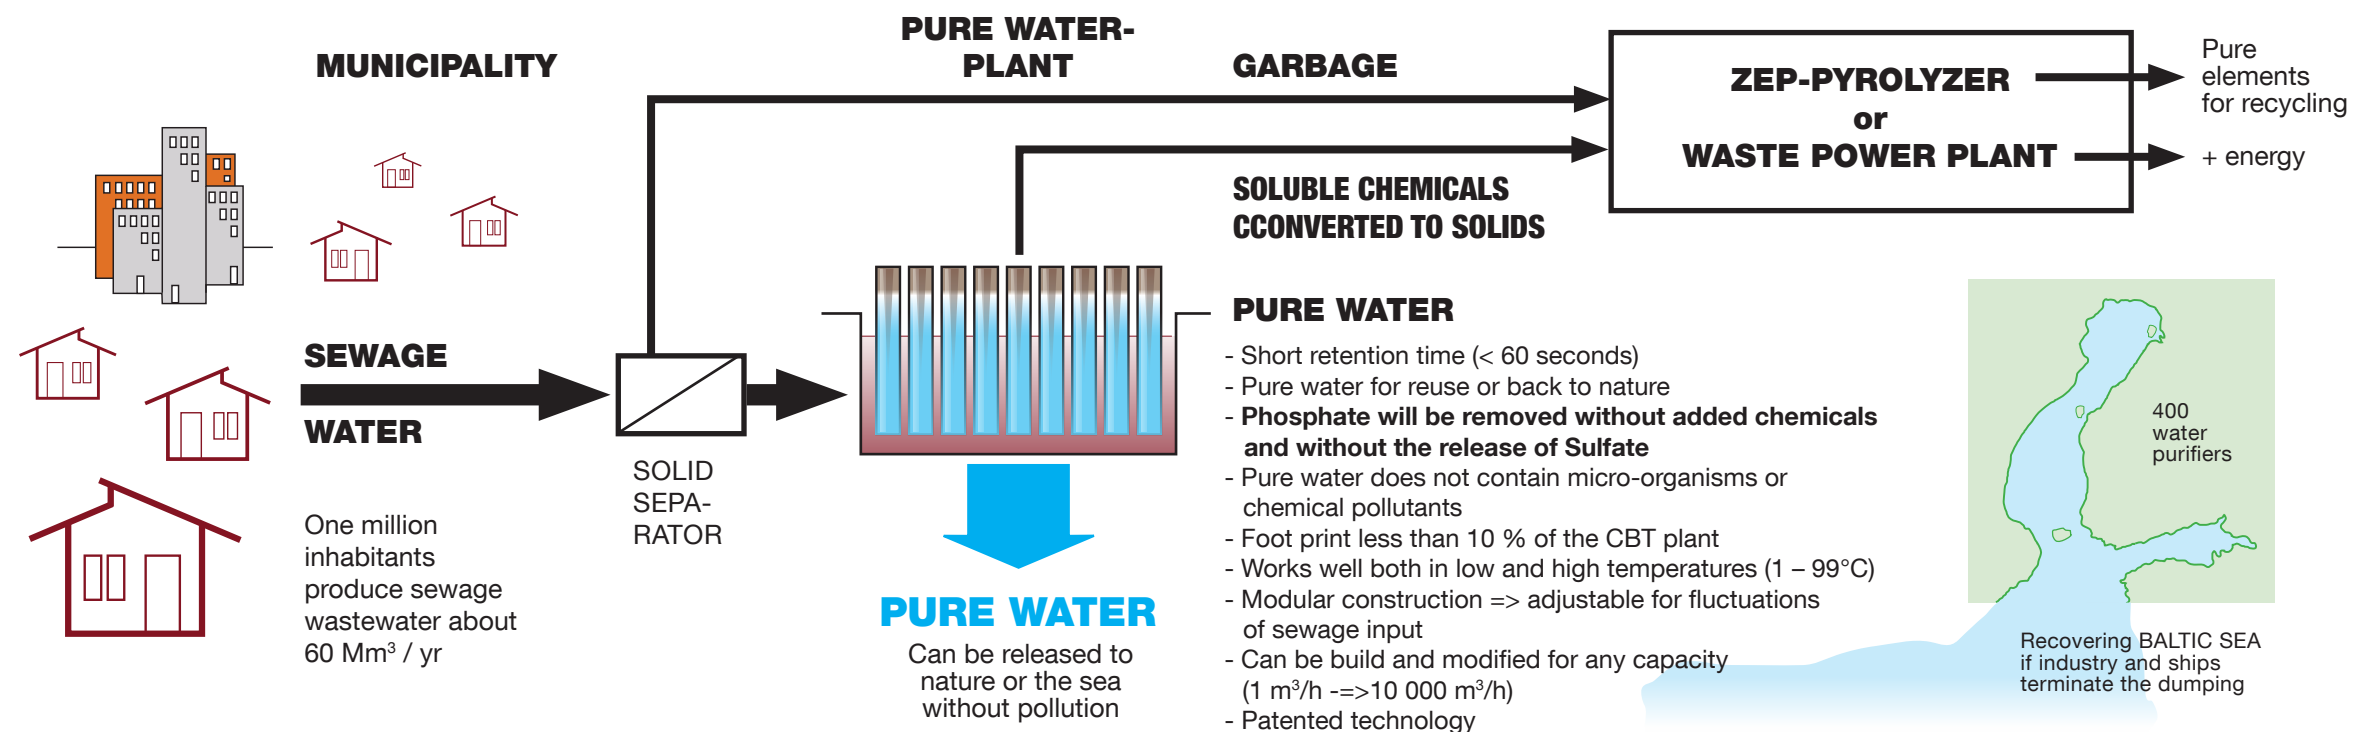 MUNICIPALITY
PURE WATER-
PLANT
GARBAGE
ZEP-PYROLYZER
or
WASTE POWER PLANT
Pure
elements
for recycling
+ energy
SOLUBLE CHEMICALS
CCONVERTED TO SOLIDS
SEWAGE
WATER
One million
inhabitants
produce sewage
wastewater about
60 Mm³ / yr
SOLID
SEPA-
RATOR
PURE WATER
Can be released to
nature or the sea
without pollution
PURE WATER
- Short retention time (< 60 seconds)
- Pure water for reuse or back to nature
- Phosphate will be removed without added chemicals
and without the release of Sulfate
- Pure water does not contain micro-organisms or
chemical pollutants
- Foot print less than 10 % of the CBT plant
- Works well both in low and high temperatures (1 – 99°C)
- Modular construction => adjustable for fluctuations
of sewage input
- Can be build and modified for any capacity
(1 m³/h -=>10 000 m³/h)
- Patented technology
400
water
purifiers
Recovering BALTIC SEA
if industry and ships
terminate the dumping